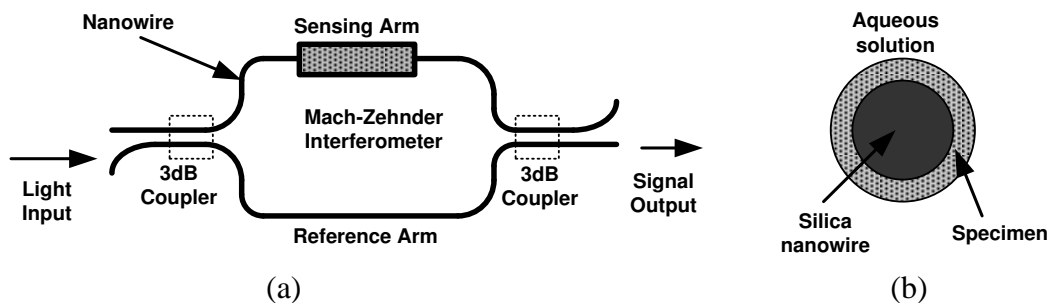 Nanowire
Sensing Arm
Mach-Zehnder
Interferometer
3dB
Coupler
3dB
Coupler
Light
Input
Signal
Output
Reference Arm
(a)
Aqueous
solution
Silica
nanowire
Specimen
(b)